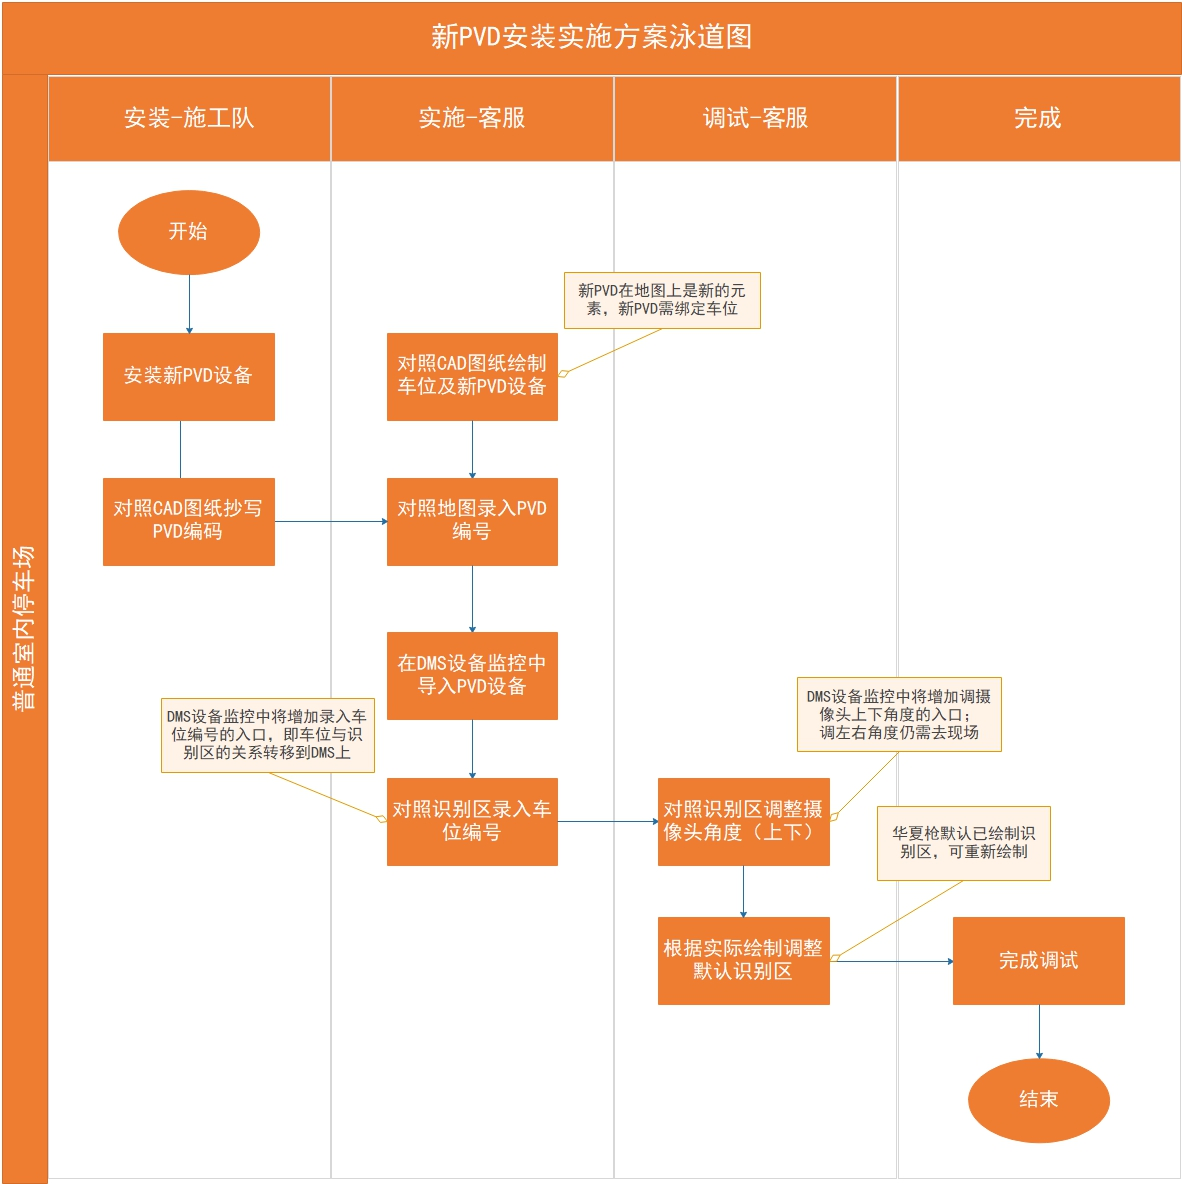 新PVD安装实施方案泳道图
安装-施工队
实施-客服
调试-客服
完成
普通室内停车场
开始
新PVD在地图上是新的元
素，新PVD需绑定车位
安装新PVD设备
对照CAD图纸绘制
车位及新PVD设备
对照CAD图纸抄写
PVD编码
对照地图录入PVD
编号
在DMS设备监控中
导入PVD设备
DMS设备监控中将增加录入车
位编号的入口，即车位与识
别区的关系转移到DMS上
DMS设备监控中将增加调摄
像头上下角度的入口；
调左右角度仍需去现场
对照识别区录入车
位编号
对照识别区调整摄
像头角度（上下）
华夏枪默认已绘制识
别区，可重新绘制
根据实际绘制调整
默认识别区
完成调试
结束